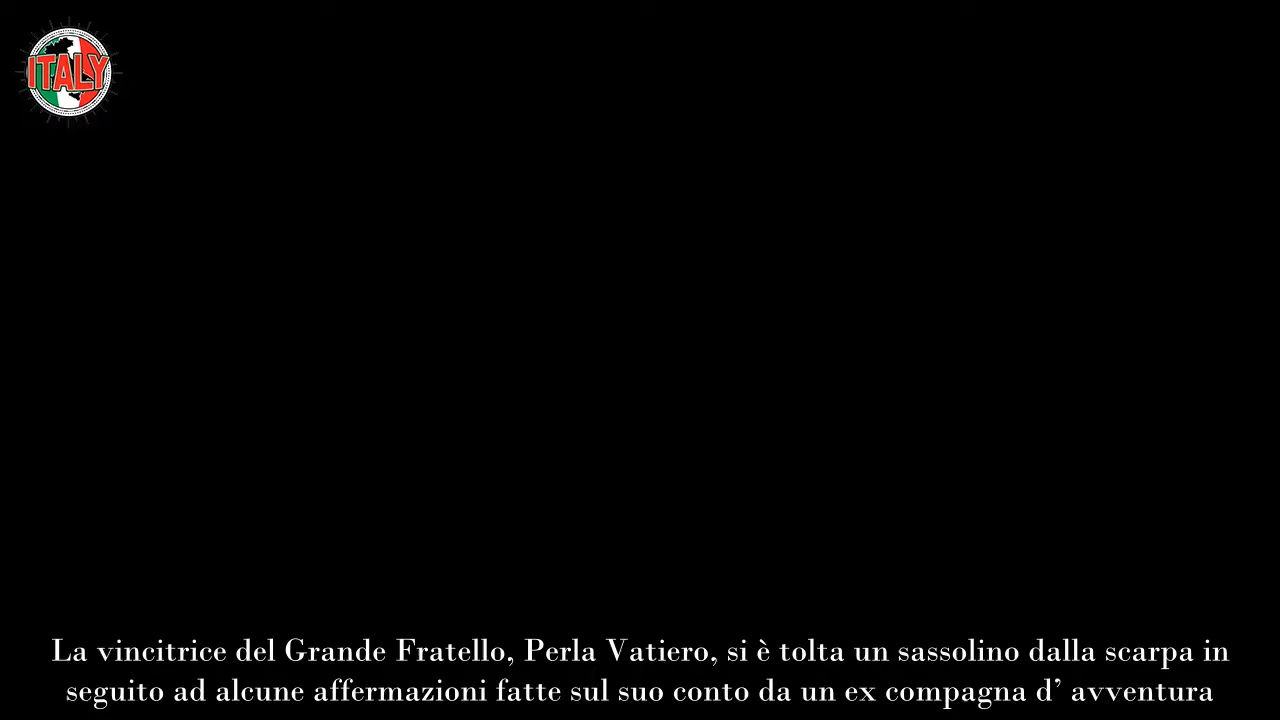 ITALY
La vincitrice del Grande Fratello, Perla Vatiero, si è tolta un sassolino dalla scarpa in
seguito ad alcune affermazioni fatte sul suo conto da un ex compagna d’ avventura